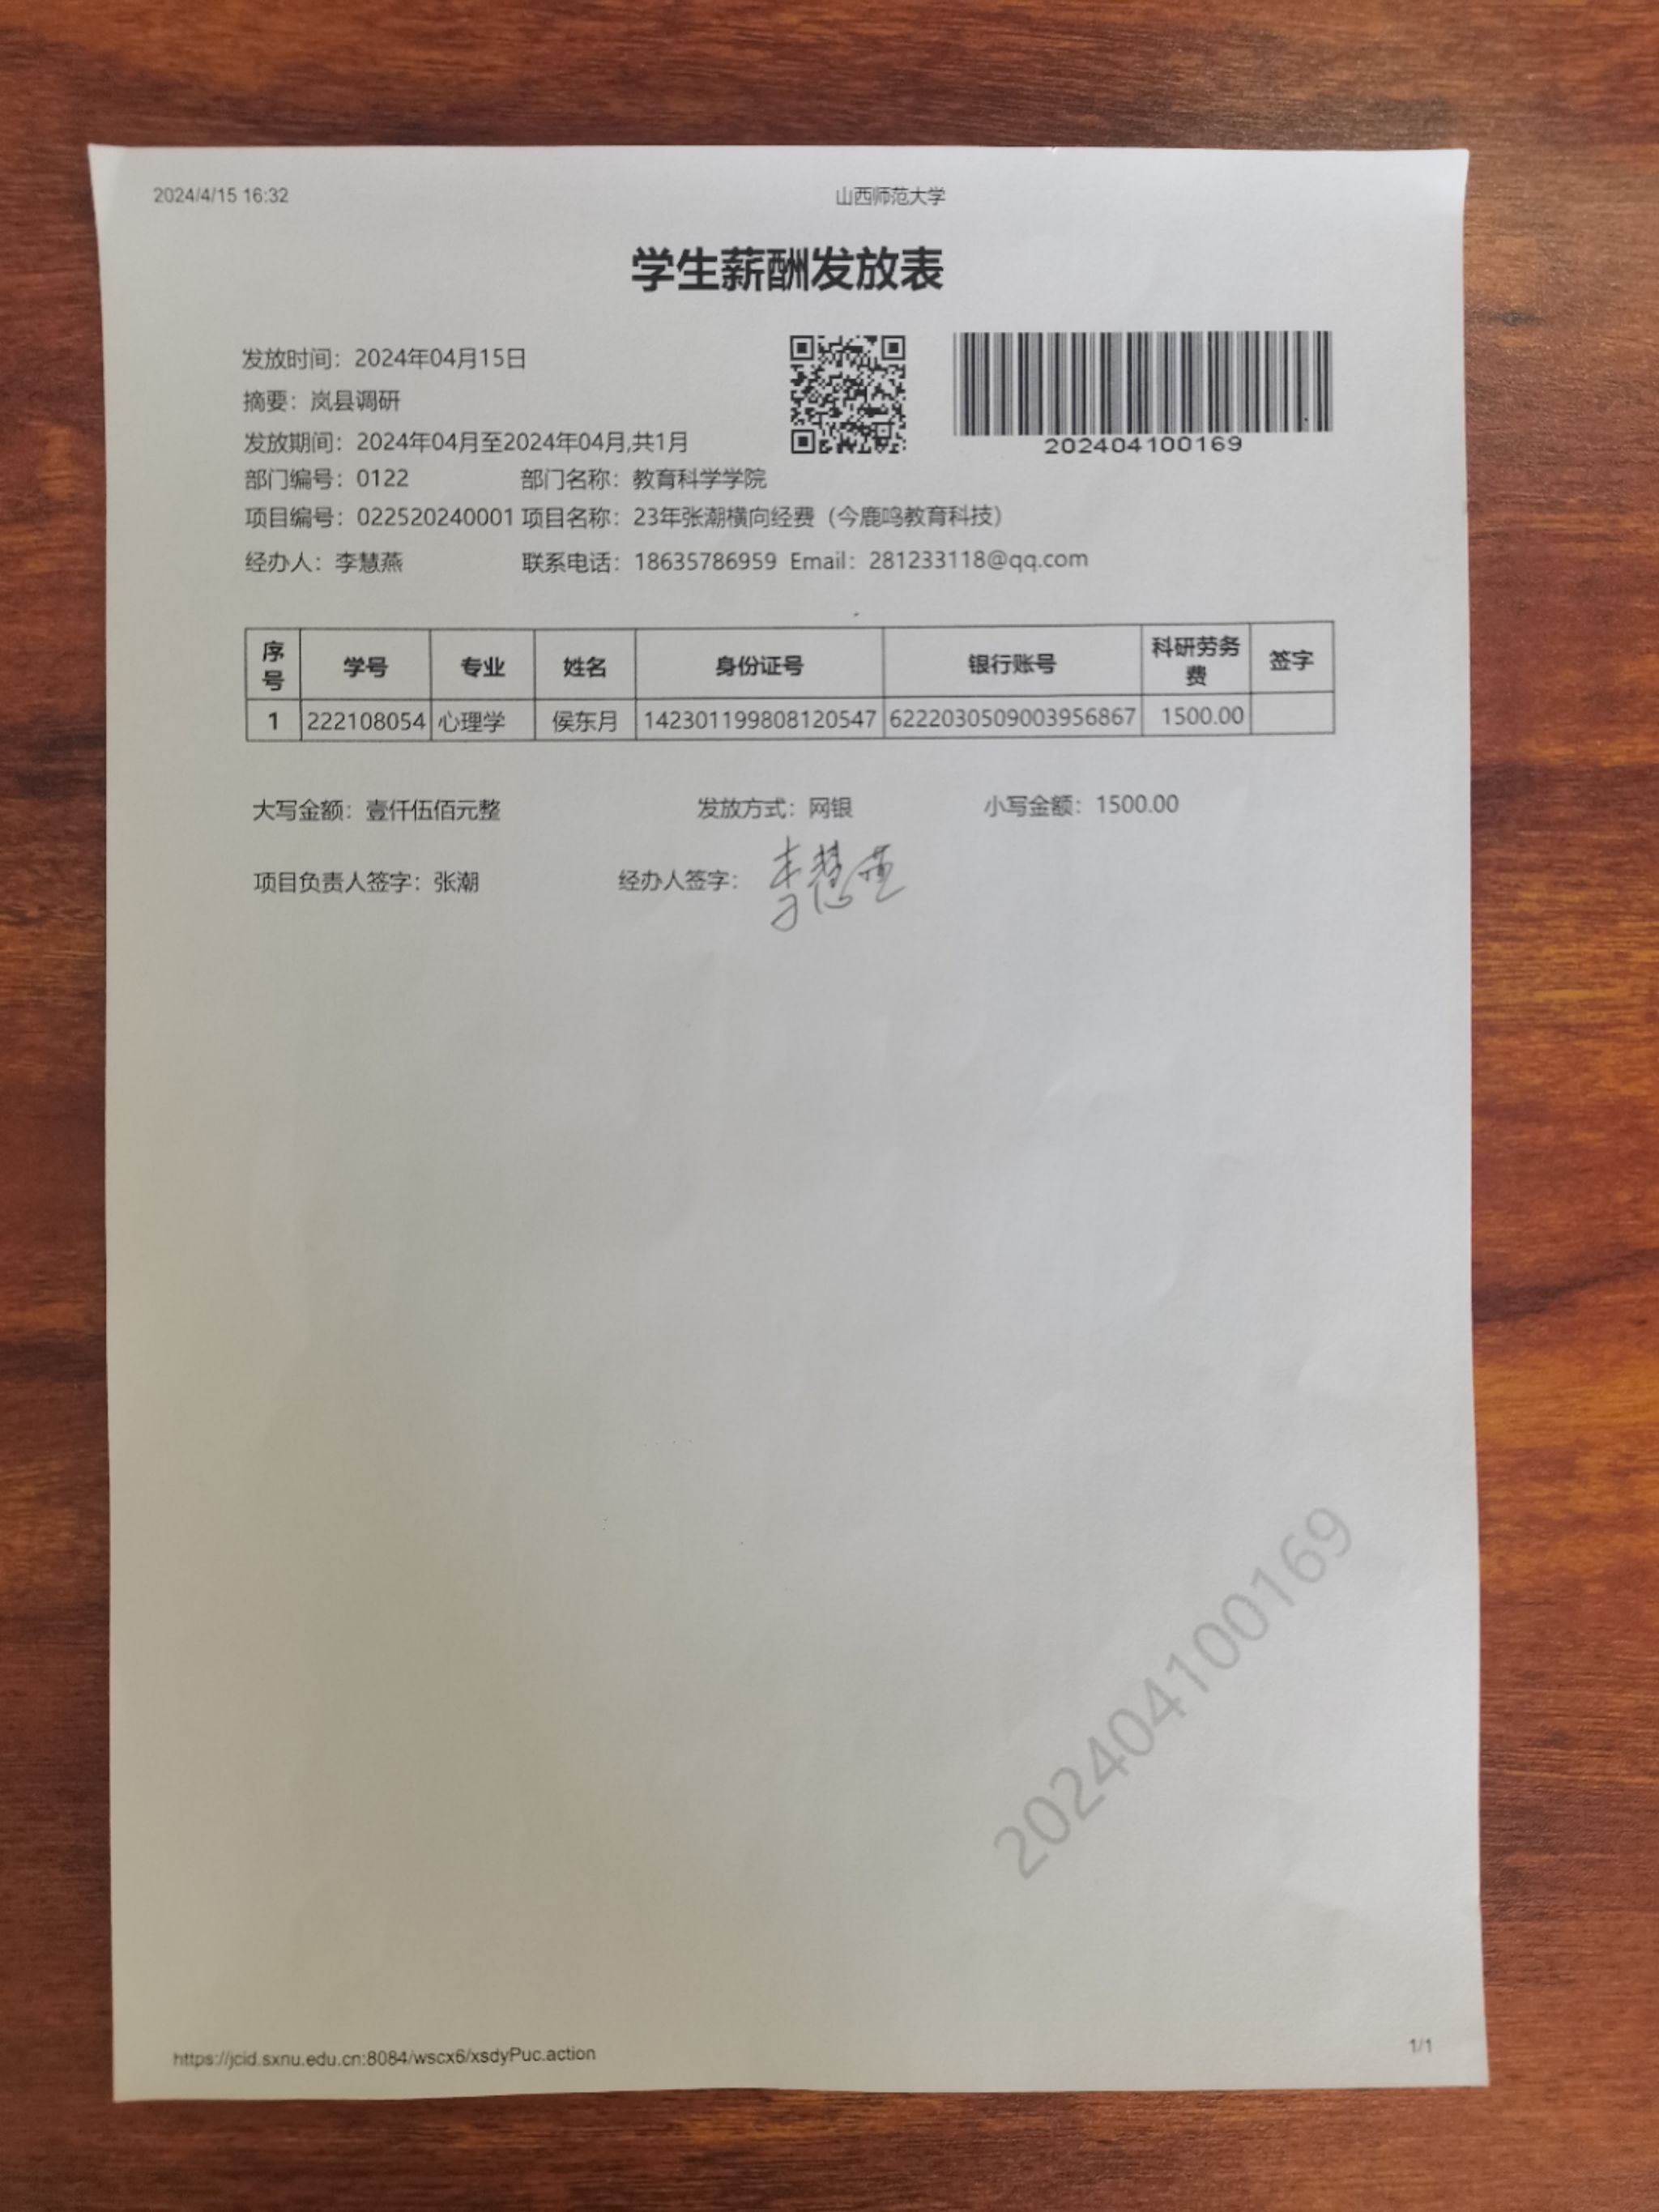 2024/4/15 16:32 山西师范大学
学生薪酬发放表
发放时间：2024年04月15日
摘要：岚县调研
发放期间：2024年04月至2024年04月,共1月
202404100169
部门编号：0122 部门名称：教育科学学院
项目编号：022520240001 项目名称：23年张潮横向经费（今鹿鸣教育科技）
经办人：李慧燕 联系电话：18635786959 Email：281233118@qq.com
序号 学号 专业 姓名 身份证号 银行账号 科研劳务费 签字
1 222108054 心理学 侯东月 142301199808120547 6222030509003956867 1500.00
大写金额：壹仟伍佰元整 发放方式：网银 小写金额：1500.00
项目负责人签字：张潮 经办人签字：李慧燕
202404100169
https://jcid.sxnu.edu.cn:8084/wscx6/xsdyPuc.action 1/1